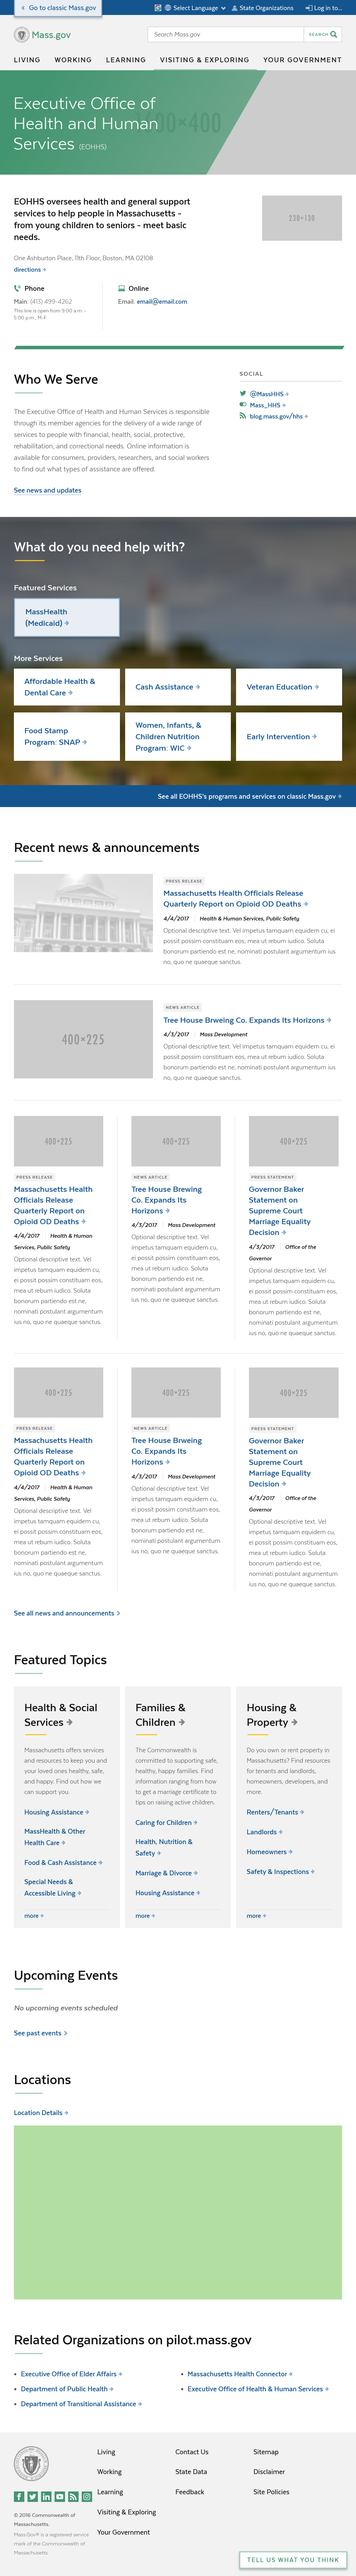 Go to classic Mass.gov
Select Language
State Organizations
Log in to...
Mass.gov
Search Mass.gov
SEARCH
LIVING
WORKING
LEARNING
VISITING & EXPLORING
YOUR GOVERNMENT
Executive Office of
Health and Human
Services (EOHHS)
EOHHS oversees health and general support
services to help people in Massachusetts -
from young children to seniors - meet basic
needs.
230×130
One Ashburton Place, 11th Floor, Boston, MA 02108
directions
Phone
Main: (413) 499-4262
This line is open from 9:00 a.m. -
5:00 p.m., M-F
Online
Email: email@email.com
Who We Serve
The Executive Office of Health and Human Services is responsible
through its member agencies for the delivery of a wide range of
services to people with financial, health, social, protective,
rehabilitation, and correctional needs. Online information is
available for consumers, providers, researchers, and social workers
to find out what types of assistance are offered.
See news and updates
SOCIAL
@MassHHS
Mass_HHS
blog.mass.gov/hhs
What do you need help with?
Featured Services
MassHealth
(Medicaid)
More Services
Affordable Health &
Dental Care
Cash Assistance
Veteran Education
Food Stamp
Program: SNAP
Women, Infants, &
Children Nutrition
Program: WIC
Early Intervention
See all EOHHS's programs and services on classic Mass.gov
Recent news & announcements
PRESS RELEASE
Massachusetts Health Officials Release
Quarterly Report on Opioid OD Deaths
4/4/2017 Health & Human Services, Public Safety
Optional descriptive text. Vel impetus tamquam equidem cu, ei
possit possim constituam eos, mea ut rebum iudico. Soluta
bonorum partiendo est ne, nominati postulant argumentum ius
no, quo ne quaeque sanctus.
400×225
NEWS ARTICLE
Tree House Brweing Co. Expands Its Horizons
4/3/2017 Mass Development
Optional descriptive text. Vel impetus tamquam equidem cu, ei
possit possim constituam eos, mea ut rebum iudico. Soluta
bonorum partiendo est ne, nominati postulant argumentum ius
no, quo ne quaeque sanctus.
400×225
PRESS RELEASE
Massachusetts Health
Officials Release
Quarterly Report on
Opioid OD Deaths
4/4/2017 Health & Human
Services, Public Safety
Optional descriptive text. Vel
impetus tamquam equidem cu,
ei possit possim constituam eos,
mea ut rebum iudico. Soluta
bonorum partiendo est ne,
nominati postulant argumentum
ius no, quo ne quaeque sanctus.
400×225
NEWS ARTICLE
Tree House Brweing
Co. Expands Its
Horizons
4/3/2017 Mass Development
Optional descriptive text. Vel
impetus tamquam equidem cu,
ei possit possim constituam eos,
mea ut rebum iudico. Soluta
bonorum partiendo est ne,
nominati postulant argumentum
ius no, quo ne quaeque sanctus.
400×225
PRESS STATEMENT
Governor Baker
Statement on
Supreme Court
Marriage Equality
Decision
4/3/2017 Office of the
Governor
Optional descriptive text. Vel
impetus tamquam equidem cu,
ei possit possim constituam eos,
mea ut rebum iudico. Soluta
bonorum partiendo est ne,
nominati postulant argumentum
ius no, quo ne quaeque sanctus.
400×225
PRESS RELEASE
Massachusetts Health
Officials Release
Quarterly Report on
Opioid OD Deaths
4/4/2017 Health & Human
Services, Public Safety
Optional descriptive text. Vel
impetus tamquam equidem cu,
ei possit possim constituam eos,
mea ut rebum iudico. Soluta
bonorum partiendo est ne,
nominati postulant argumentum
ius no, quo ne quaeque sanctus.
400×225
NEWS ARTICLE
Tree House Brweing
Co. Expands Its
Horizons
4/3/2017 Mass Development
Optional descriptive text. Vel
impetus tamquam equidem cu,
ei possit possim constituam eos,
mea ut rebum iudico. Soluta
bonorum partiendo est ne,
nominati postulant argumentum
ius no, quo ne quaeque sanctus.
400×225
PRESS STATEMENT
Governor Baker
Statement on
Supreme Court
Marriage Equality
Decision
4/3/2017 Office of the
Governor
Optional descriptive text. Vel
impetus tamquam equidem cu,
ei possit possim constituam eos,
mea ut rebum iudico. Soluta
bonorum partiendo est ne,
nominati postulant argumentum
ius no, quo ne quaeque sanctus.
See all news and announcements
Featured Topics
Health & Social
Services
Massachusetts offers services
and resources to keep you and
your loved ones healthy, safe,
and happy. Find out how we
can support you.
Housing Assistance
MassHealth & Other
Health Care
Food & Cash Assistance
Special Needs &
Accessible Living
more
Families &
Children
The Commonwealth is
committed to supporting safe,
healthy, happy families. Find
information ranging from how
to get a marriage certificate to
tips on raising active children.
Caring for Children
Health, Nutrition &
Safety
Marriage & Divorce
Housing Assistance
more
Housing &
Property
Do you own or rent property in
Massachusetts? Find resources
for tenants and landlords,
homeowners, developers, and
more.
Renters/Tenants
Landlords
Homeowners
Safety & Inspections
more
Upcoming Events
No upcoming events scheduled
See past events
Locations
Location Details
Related Organizations on pilot.mass.gov
Executive Office of Elder Affairs
Department of Public Health
Department of Transitional Assistance
Massachusetts Health Connector
Executive Office of Health & Human Services
© 2016 Commonwealth of
Massachusetts.
Mass.Gov® is a registered service
mark of the Commonwealth of
Massachusetts.
Living
Working
Learning
Visiting & Exploring
Your Government
Contact Us
State Data
Feedback
Sitemap
Disclaimer
Site Policies
TELL US WHAT YOU THINK